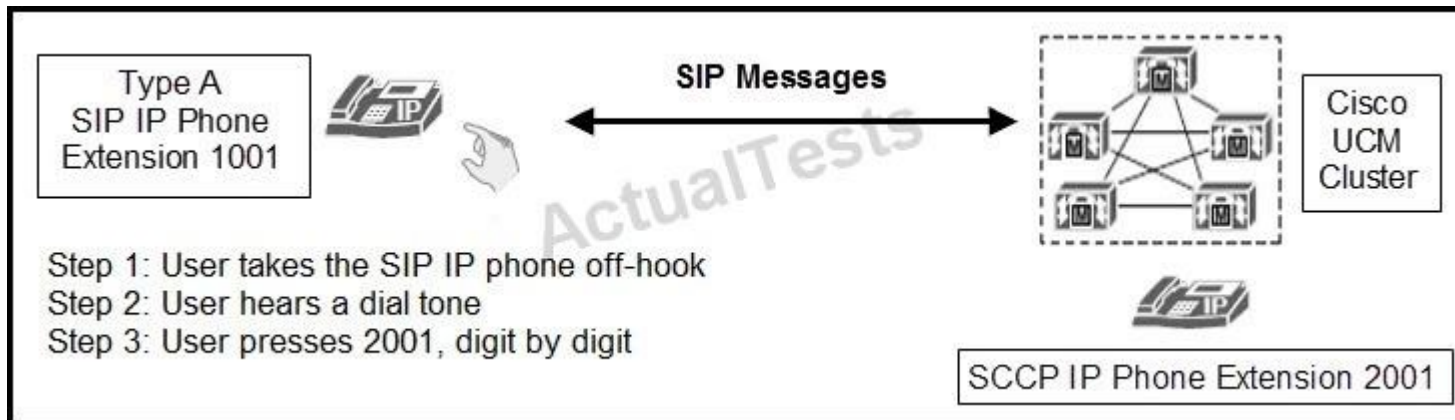 Type A
SIP IP Phone
Extension 1001
IP
SIP Messages
M
M
M
M
M
Cisco
UCM
Cluster
ActualTests
Step 1: User takes the SIP IP phone off-hook
Step 2: User hears a dial tone
Step 3: User presses 2001, digit by digit
IP
SCCP IP Phone Extension 2001